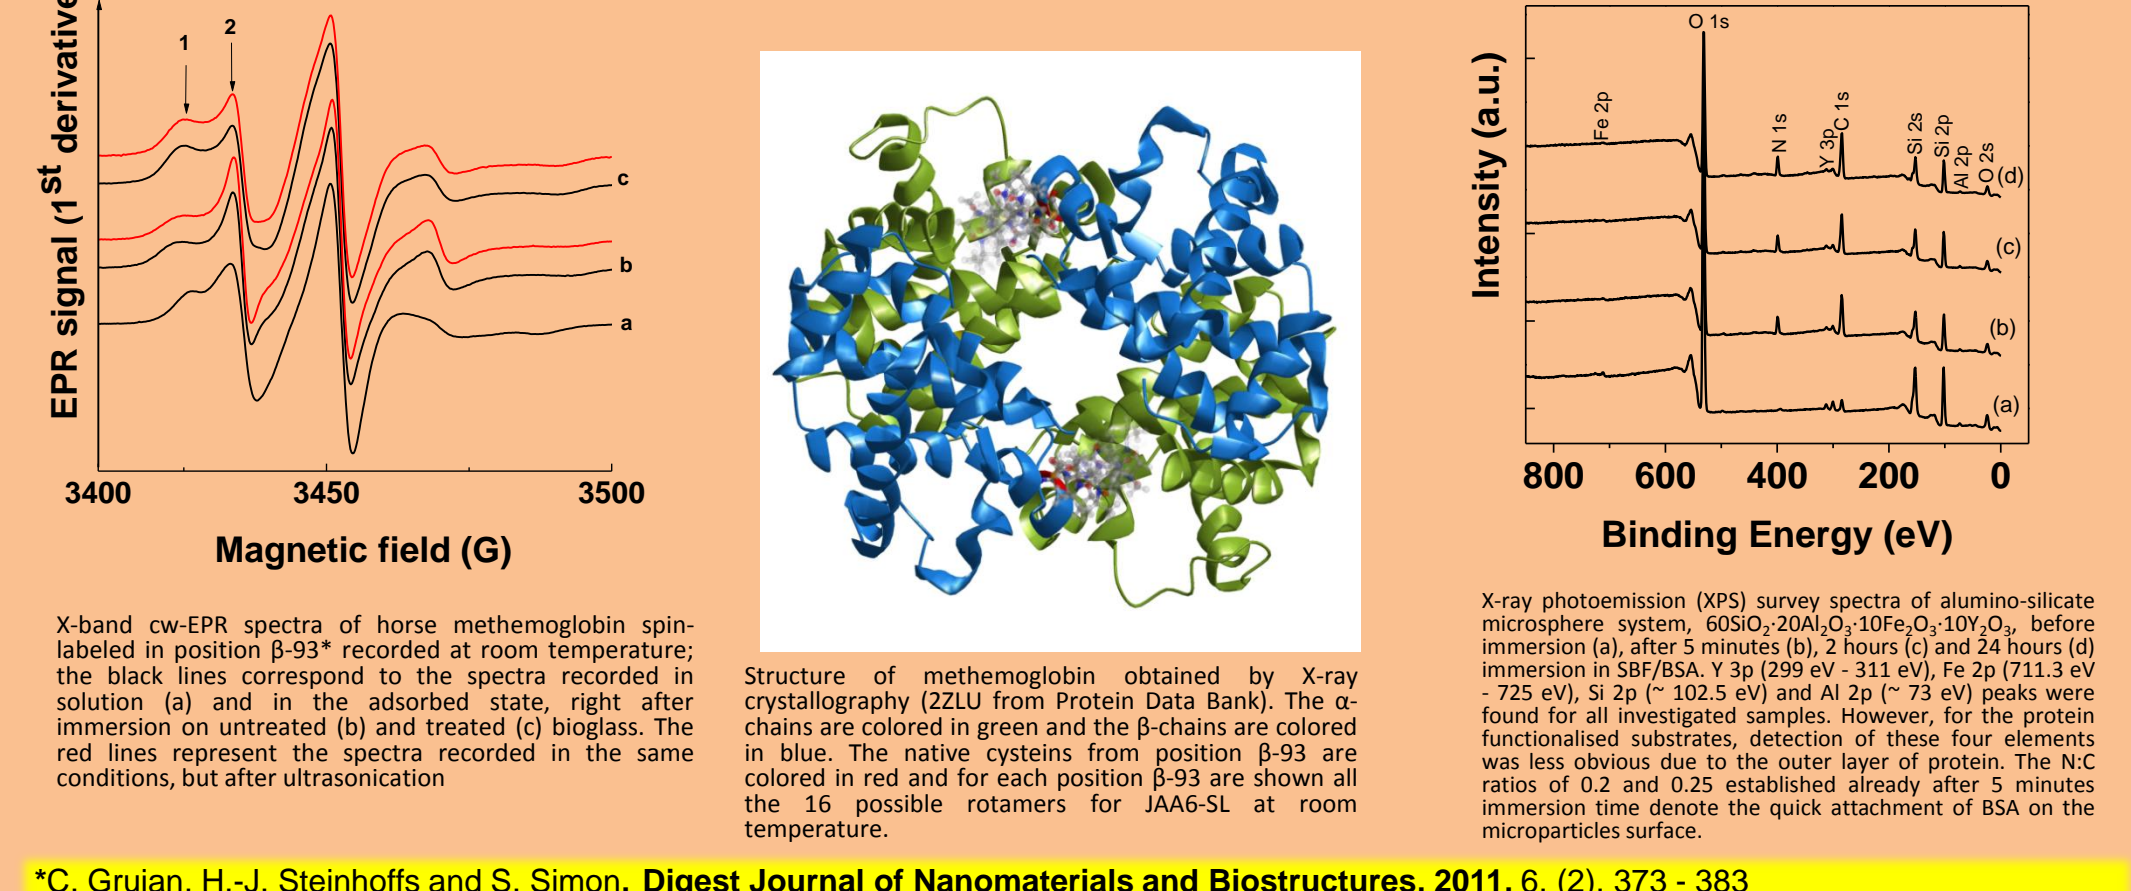 EPR signal (1st derivative
1
2
c
b
a
3400 3450 3500
Magnetic field (G)
X-band cw-EPR spectra of horse methemoglobin spin-
labeled in position β-93* recorded at room temperature;
the black lines correspond to the spectra recorded in
solution (a) and in the adsorbed state, right after
immersion on untreated (b) and treated (c) bioglass. The
red lines represent the spectra recorded in the same
conditions, but after ultrasonication
Structure of methemoglobin obtained by X-ray
crystallography (2ZLU from Protein Data Bank). The α-
chains are colored in green and the β-chains are colored
in blue. The native cysteins from position β-93 are
colored in red and for each position β-93 are shown all
the 16 possible rotamers for JAA6-SL at room
temperature.
Intensity (a.u.)
O 1s
Fe 2p
N 1s
Y 3p
C 1s
Si 2s
Si 2p
Al 2p
O 2s
(d)
(c)
(b)
(a)
800 600 400 200 0
Binding Energy (eV)
X-ray photoemission (XPS) survey spectra of alumino-silicate
microsphere system, 60SiO₂·20Al₂O₃·10Fe₂O₃·10Y₂O₃, before
immersion (a), after 5 minutes (b), 2 hours (c) and 24 hours (d)
immersion in SBF/BSA. Y 3p (299 eV - 311 eV), Fe 2p (711.3 eV
- 725 eV), Si 2p (~ 102.5 eV) and Al 2p (~ 73 eV) peaks were
found for all investigated samples. However, for the protein
functionalised substrates, detection of these four elements
was less obvious due to the outer layer of protein. The N:C
ratios of 0.2 and 0.25 established already after 5 minutes
immersion time denote the quick attachment of BSA on the
microparticles surface.
*C. Gruian, H.-J. Steinhoffs and S. Simon, Digest Journal of Nanomaterials and Biostructures, 2011, 6, (2), 373 - 383